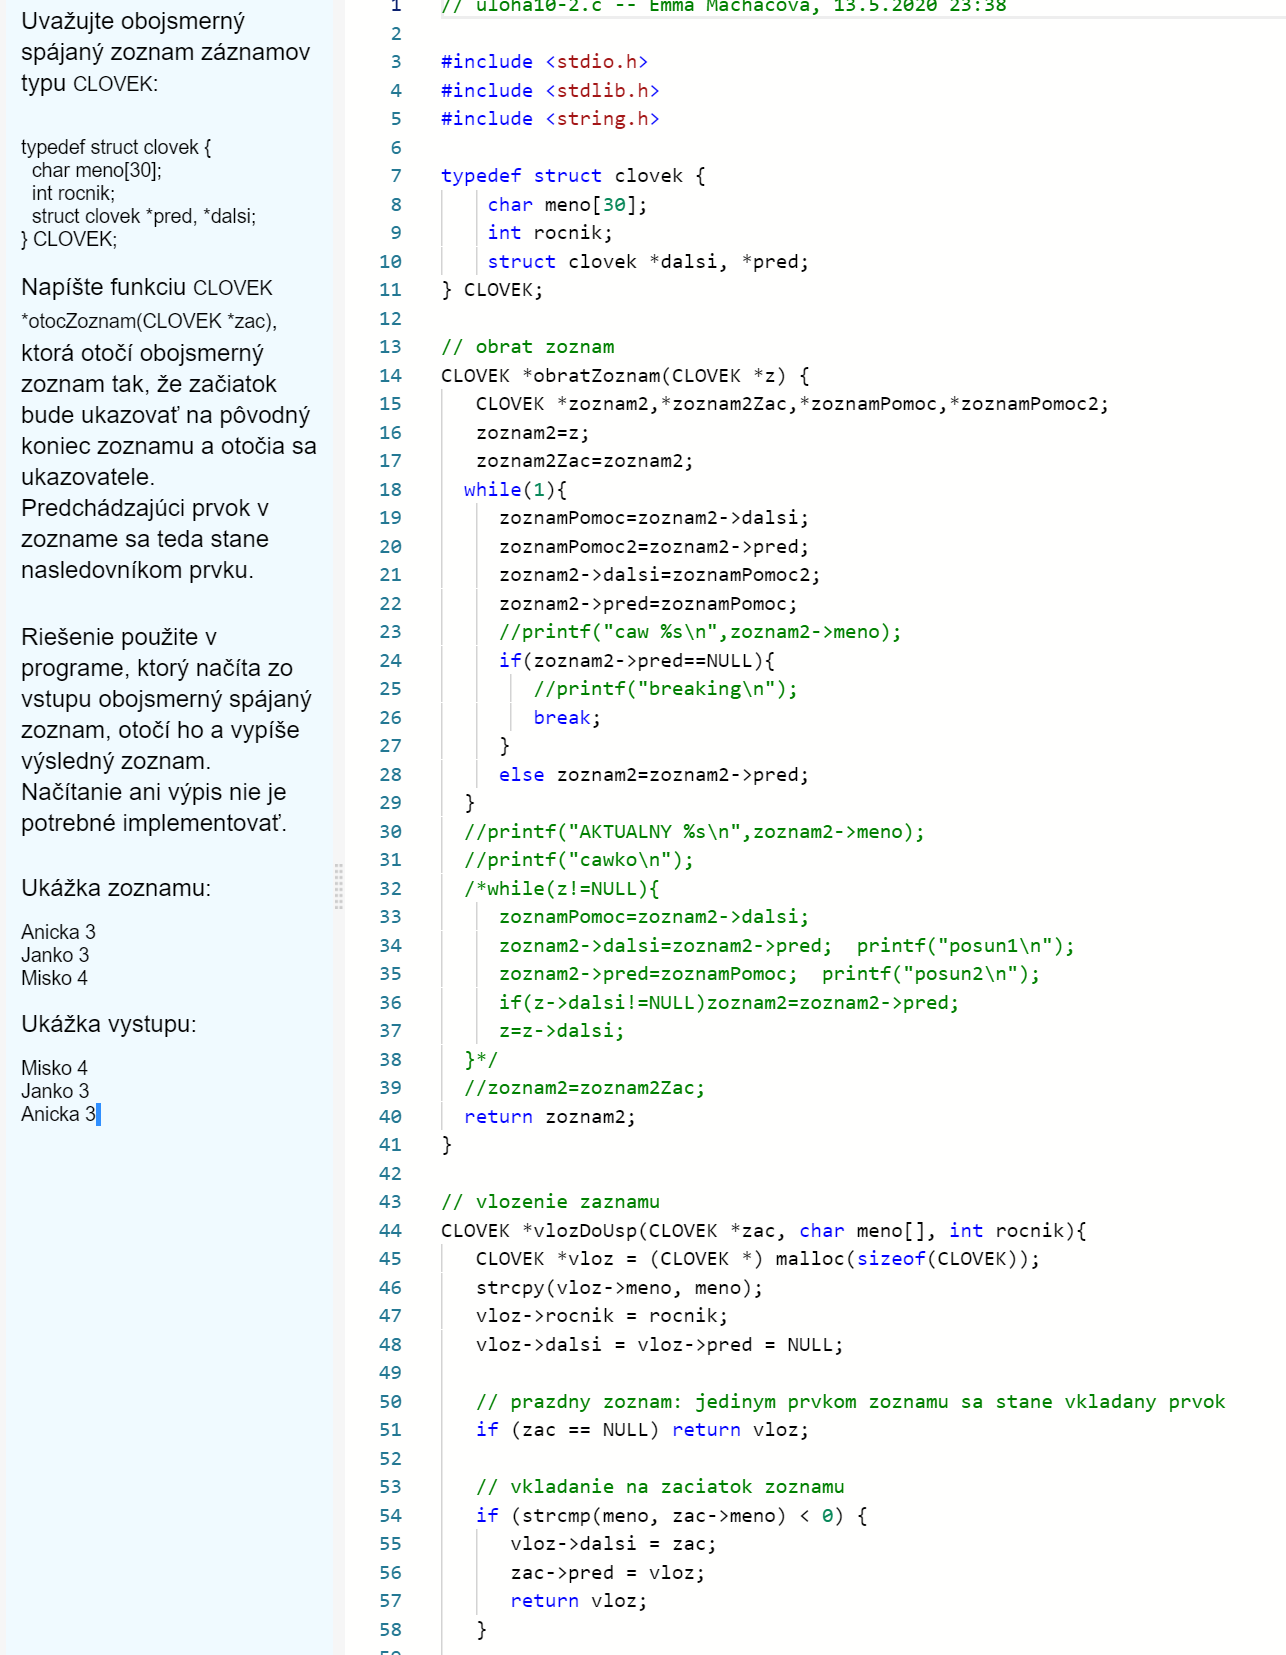 Uvažujte obojsmerný
spájaný zoznam záznamov
typu CLOVEK:
typedef struct clovek {
char meno[30];
int rocnik;
struct clovek *pred, *dalsi;
} CLOVEK;
Napíšte funkciu CLOVEK
*otocZoznam(CLOVEK *zac),
ktorá otočí obojsmerný
zoznam tak, že začiatok
bude ukazovať na pôvodný
koniec zoznamu a otočia sa
ukazovatele.
Predchádzajúci prvok v
zozname sa teda stane
nasledovníkom prvku.
Riešenie použite v
programe, ktorý načíta zo
vstupu obojsmerný spájaný
zoznam, otočí ho a vypíše
výsledný zoznam.
Načítanie ani výpis nie je
potrebné implementovať.
Ukážka zoznamu:
Anicka 3
Janko 3
Misko 4
Ukážka vystupu:
Misko 4
Janko 3
Anicka 3
1 // uloha10-2.c -- Emma Machacova, 13.5.2020 23:38
2
3 #include <stdio.h>
4 #include <stdlib.h>
5 #include <string.h>
6
7 typedef struct clovek {
8 char meno[30];
9 int rocnik;
10 struct clovek *dalsi, *pred;
11 } CLOVEK;
12
13 // obrat zoznam
14 CLOVEK *obratZoznam(CLOVEK *z) {
15 CLOVEK *zoznam2,*zoznam2Zac,*zoznamPomoc,*zoznamPomoc2;
16 zoznam2=z;
17 zoznam2Zac=zoznam2;
18 while(1){
19 zoznamPomoc=zoznam2->dalsi;
20 zoznamPomoc2=zoznam2->pred;
21 zoznam2->dalsi=zoznamPomoc2;
22 zoznam2->pred=zoznamPomoc;
23 //printf("caw %s\n",zoznam2->meno);
24 if(zoznam2->pred==NULL){
25 //printf("breaking\n");
26 break;
27 }
28 else zoznam2=zoznam2->pred;
29 }
30 //printf("AKTUALNY %s\n",zoznam2->meno);
31 //printf("cawko\n");
32 /*while(z!=NULL){
33 zoznamPomoc=zoznam2->dalsi;
34 zoznam2->dalsi=zoznam2->pred; printf("posun1\n");
35 zoznam2->pred=zoznamPomoc; printf("posun2\n");
36 if(z->dalsi!=NULL)zoznam2=zoznam2->pred;
37 z=z->dalsi;
38 }*/
39 //zoznam2=zoznam2Zac;
40 return zoznam2;
41 }
42
43 // vlozenie zaznamu
44 CLOVEK *vlozDoUsp(CLOVEK *zac, char meno[], int rocnik){
45 CLOVEK *vloz = (CLOVEK *) malloc(sizeof(CLOVEK));
46 strcpy(vloz->meno, meno);
47 vloz->rocnik = rocnik;
48 vloz->dalsi = vloz->pred = NULL;
49
50 // prazdny zoznam: jedinym prvkom zoznamu sa stane vkladany prvok
51 if (zac == NULL) return vloz;
52
53 // vkladanie na zaciatok zoznamu
54 if (strcmp(meno, zac->meno) < 0) {
55 vloz->dalsi = zac;
56 zac->pred = vloz;
57 return vloz;
58 }